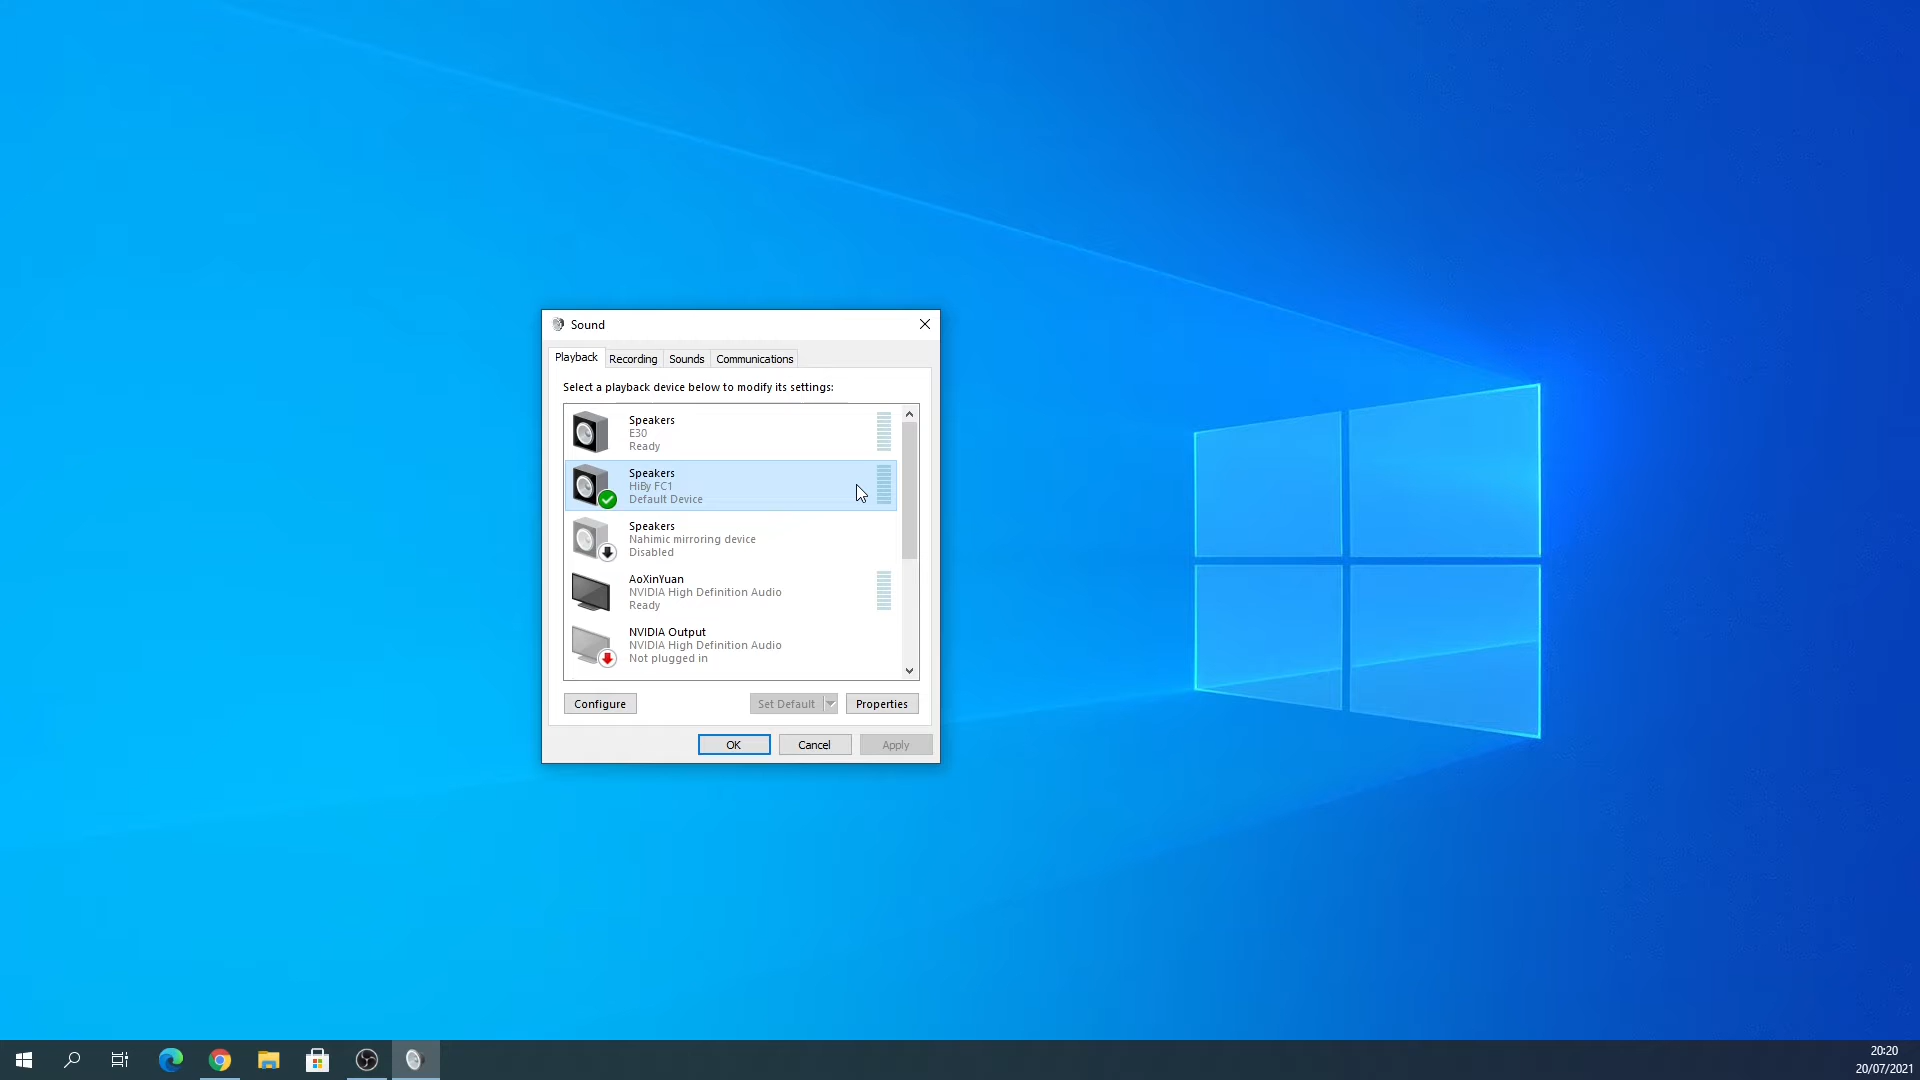 Sound
Playback
Recording
Sounds
Communications
Select a playback device below to modify its settings:
Speakers
E30
Ready
Speakers
HiBy FC1
Default Device
Speakers
Nahimic mirroring device
Disabled
AoXinYuan
NVIDIA High Definition Audio
Ready
NVIDIA Output
NVIDIA High Definition Audio
Not plugged in
Configure
Set Default
Properties
OK
Cancel
Apply
20:20
20/07/2021